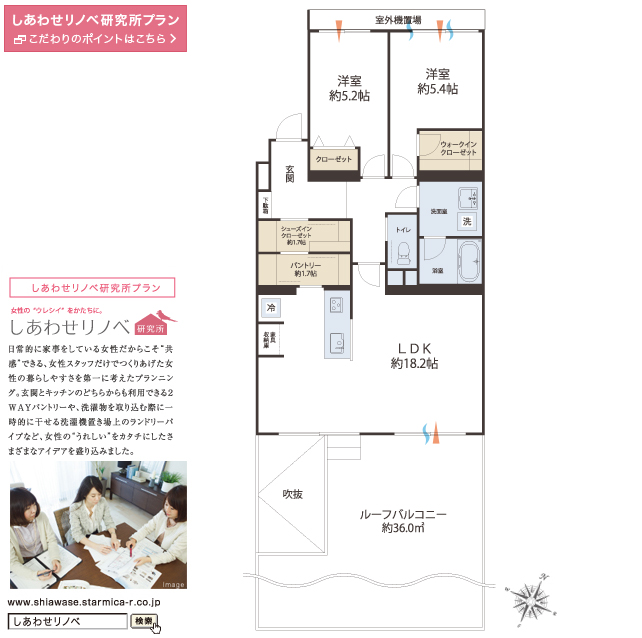 しあわせリノベ研究所プラン
こだわりのポイントはこちら
室外機置場
洋室
約5.2帖
洋室
約5.4帖
クローゼット
ウォークイン
クローゼット
玄関
下駄箱
洗面室
洗
トイレ
シューズイン
クローゼット
約1.7帖
浴室
パントリー
約1.7帖
冷
家具
収納庫
LDK
約18.2帖
吹抜
ルーフバルコニー
約36.0㎡
N
しあわせリノベ研究所プラン
女性の“ウレシイ”をかたちに。
しあわせリノベ 研究所
日常的に家事をしている女性だからこそ“共
感”できる、女性スタッフだけでつくりあげた女
性の暮らしやすさを第一に考えたプランニン
グ。玄関とキッチンのどちらからも利用できる2
WAYパントリーや、洗濯物を取り込む際に一
時的に干せる洗濯機置き場上のランドリーパ
イプなど、女性の“うれしい”をカタチにしたさ
まざまなアイデアを盛り込みました。
Image
www.shiawase.starmica-r.co.jp
しあわせリノベ 検索